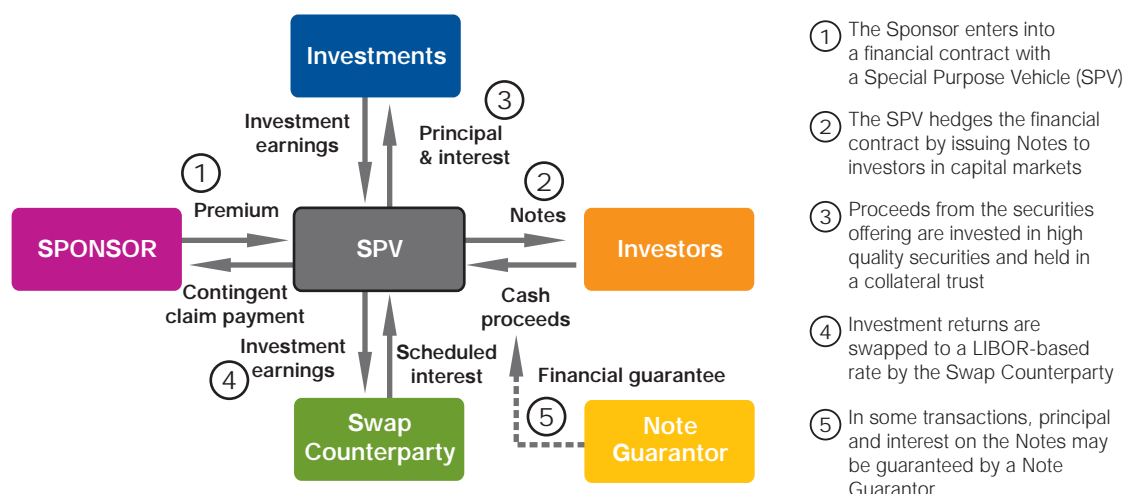 Investments
Investment
earnings
3
Principal
& interest
1
Premium
2
Notes
SPONSOR
SPV
Investors
Contingent
claim payment
Cash
proceeds
4
Investment
earnings
Scheduled
interest
Financial guarantee
5
Swap
Counterparty
Note
Guarantor
1 The Sponsor enters into
a financial contract with
a Special Purpose Vehicle (SPV)
2 The SPV hedges the financial
contract by issuing Notes to
investors in capital markets
3 Proceeds from the securities
offering are invested in high
quality securities and held in
a collateral trust
4 Investment returns are
swapped to a LIBOR-based
rate by the Swap Counterparty
5 In some transactions, principal
and interest on the Notes may
be guaranteed by a Note
Guarantor